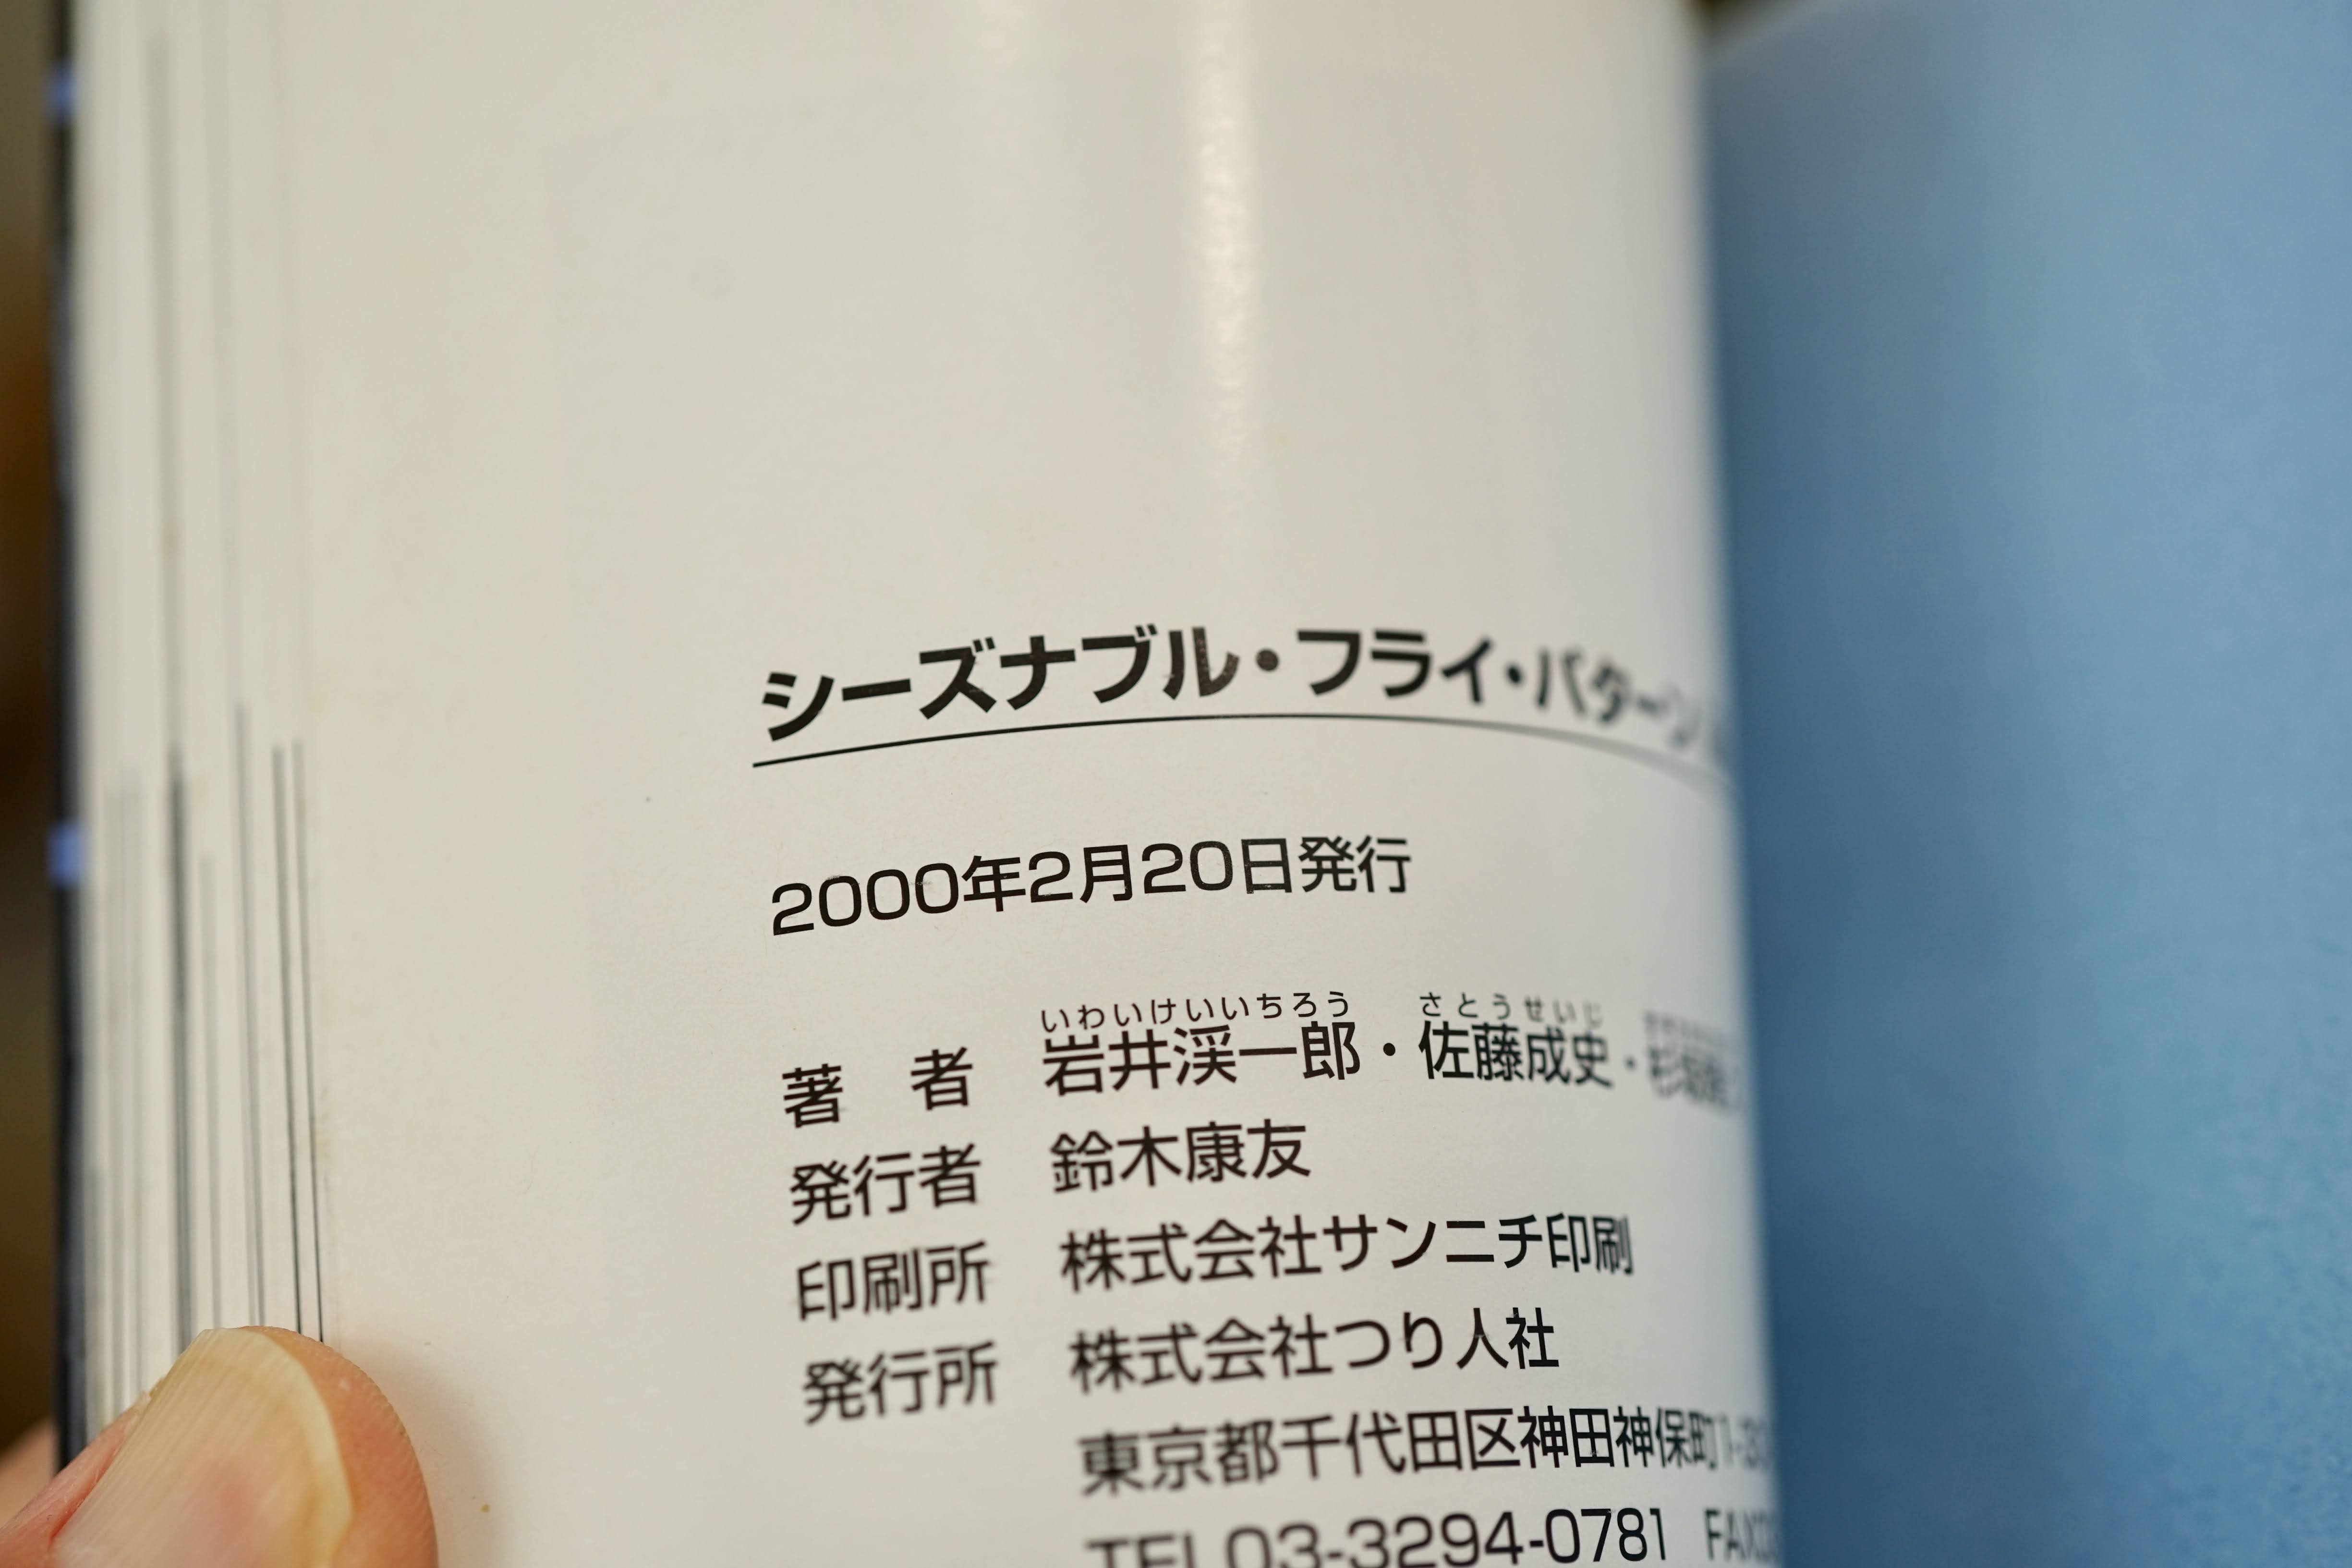 シーズナブル・フライ・パターン
2000年2月20日発行
いわいけいいちろう さとうせいじ
著 者 岩井渓一郎・佐藤成史・
発行者 鈴木康友
印刷所 株式会社サンニチ印刷
発行所 株式会社つり人社
東京都千代田区神田神保町1-30
TEL03-3294-0781 FAX